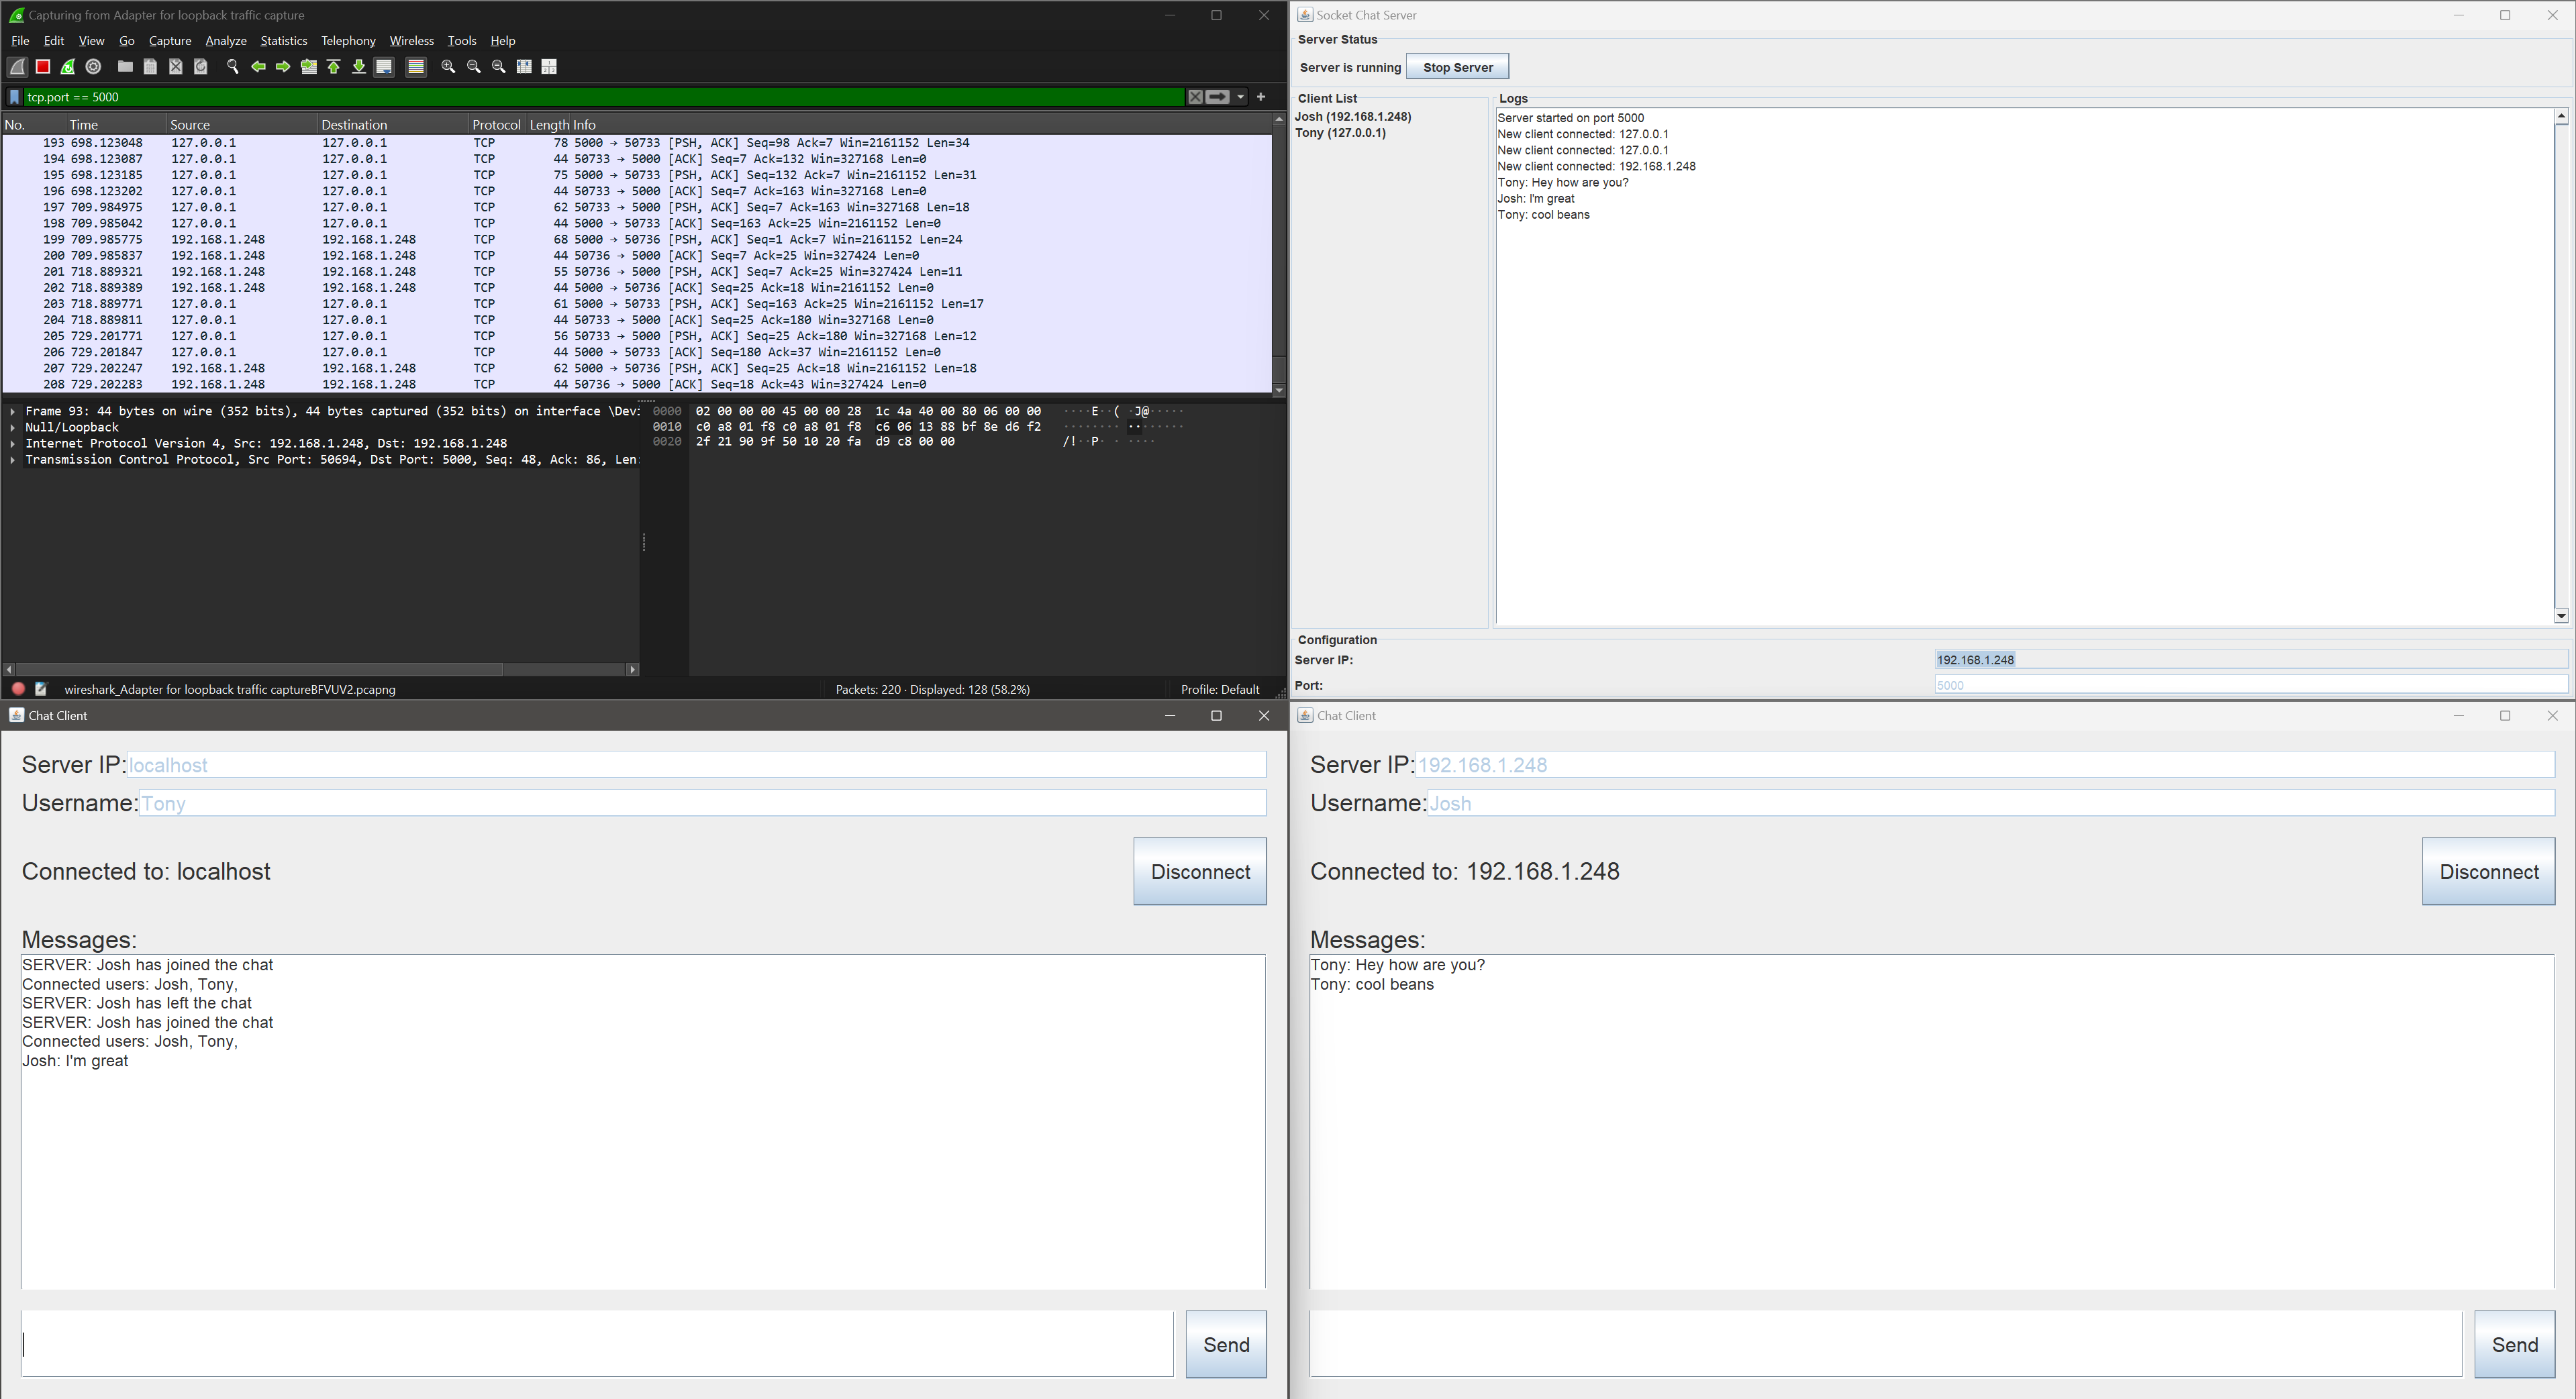 Capturing from Adapter for loopback traffic capture
File Edit View Go Capture Analyze Statistics Telephony Wireless Tools Help
tcp.port == 5000
No. Time Source Destination Protocol Length Info
193 698.123048 127.0.0.1 127.0.0.1 TCP 78 5000 → 50733 [PSH, ACK] Seq=98 Ack=7 Win=2161152 Len=34
194 698.123087 127.0.0.1 127.0.0.1 TCP 44 50733 → 5000 [ACK] Seq=7 Ack=132 Win=327168 Len=0
195 698.123185 127.0.0.1 127.0.0.1 TCP 75 5000 → 50733 [PSH, ACK] Seq=132 Ack=7 Win=2161152 Len=31
196 698.123202 127.0.0.1 127.0.0.1 TCP 44 50733 → 5000 [ACK] Seq=7 Ack=163 Win=327168 Len=0
197 709.984975 127.0.0.1 127.0.0.1 TCP 62 50733 → 5000 [PSH, ACK] Seq=7 Ack=163 Win=327168 Len=18
198 709.985042 127.0.0.1 127.0.0.1 TCP 44 5000 → 50733 [ACK] Seq=163 Ack=25 Win=2161152 Len=0
199 709.985775 192.168.1.248 192.168.1.248 TCP 68 5000 → 50736 [PSH, ACK] Seq=1 Ack=7 Win=2161152 Len=24
200 709.985837 192.168.1.248 192.168.1.248 TCP 44 50736 → 5000 [ACK] Seq=7 Ack=25 Win=327424 Len=0
201 718.889321 192.168.1.248 192.168.1.248 TCP 55 50736 → 5000 [PSH, ACK] Seq=7 Ack=25 Win=327424 Len=11
202 718.889389 192.168.1.248 192.168.1.248 TCP 44 5000 → 50736 [ACK] Seq=25 Ack=18 Win=2161152 Len=0
203 718.889771 127.0.0.1 127.0.0.1 TCP 61 5000 → 50733 [PSH, ACK] Seq=163 Ack=25 Win=2161152 Len=17
204 718.889811 127.0.0.1 127.0.0.1 TCP 44 50733 → 5000 [ACK] Seq=25 Ack=180 Win=327168 Len=0
205 729.201771 127.0.0.1 127.0.0.1 TCP 56 50733 → 5000 [PSH, ACK] Seq=25 Ack=180 Win=327168 Len=12
206 729.201847 127.0.0.1 127.0.0.1 TCP 44 5000 → 50733 [ACK] Seq=180 Ack=37 Win=2161152 Len=0
207 729.202247 192.168.1.248 192.168.1.248 TCP 62 5000 → 50736 [PSH, ACK] Seq=25 Ack=18 Win=2161152 Len=18
208 729.202283 192.168.1.248 192.168.1.248 TCP 44 50736 → 5000 [ACK] Seq=18 Ack=43 Win=327424 Len=0
Frame 93: 44 bytes on wire (352 bits), 44 bytes captured (352 bits) on interface \Dev
Null/Loopback
Internet Protocol Version 4, Src: 192.168.1.248, Dst: 192.168.1.248
Transmission Control Protocol, Src Port: 50694, Dst Port: 5000, Seq: 48, Ack: 86, Len
0000 02 00 00 00 45 00 00 28 1c 4a 40 00 80 06 00 00 ····E··( ·J@·····
0010 c0 a8 01 f8 c0 a8 01 f8 c6 06 13 88 bf 8e d6 f2 ········ ········
0020 2f 21 90 9f 50 10 20 fa d9 c8 00 00 /!··P· · ····
wireshark_Adapter for loopback traffic captureBFVUV2.pcapng
Packets: 220 · Displayed: 128 (58.2%)
Profile: Default
Socket Chat Server
Server Status
Server is running Stop Server
Client List
Josh (192.168.1.248)
Tony (127.0.0.1)
Logs
Server started on port 5000
New client connected: 127.0.0.1
New client connected: 127.0.0.1
New client connected: 192.168.1.248
Tony: Hey how are you?
Josh: I'm great
Tony: cool beans
Configuration
Server IP: 192.168.1.248
Port: 5000
Chat Client
Server IP: localhost
Username: Tony
Connected to: localhost
Disconnect
Messages:
SERVER: Josh has joined the chat
Connected users: Josh, Tony,
SERVER: Josh has left the chat
SERVER: Josh has joined the chat
Connected users: Josh, Tony,
Josh: I'm great
Send
Chat Client
Server IP: 192.168.1.248
Username: Josh
Connected to: 192.168.1.248
Disconnect
Messages:
Tony: Hey how are you?
Tony: cool beans
Send